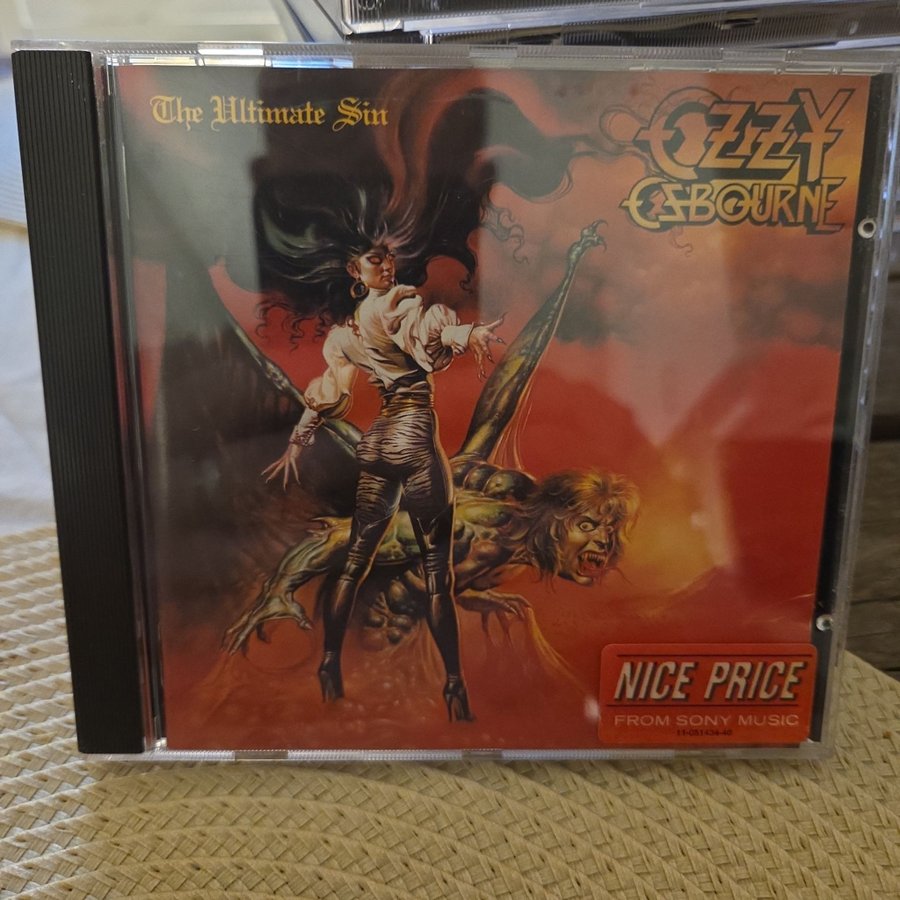 The Ultimate Sin
OZZY
OSBOURNE
NICE PRICE
FROM SONY MUSIC